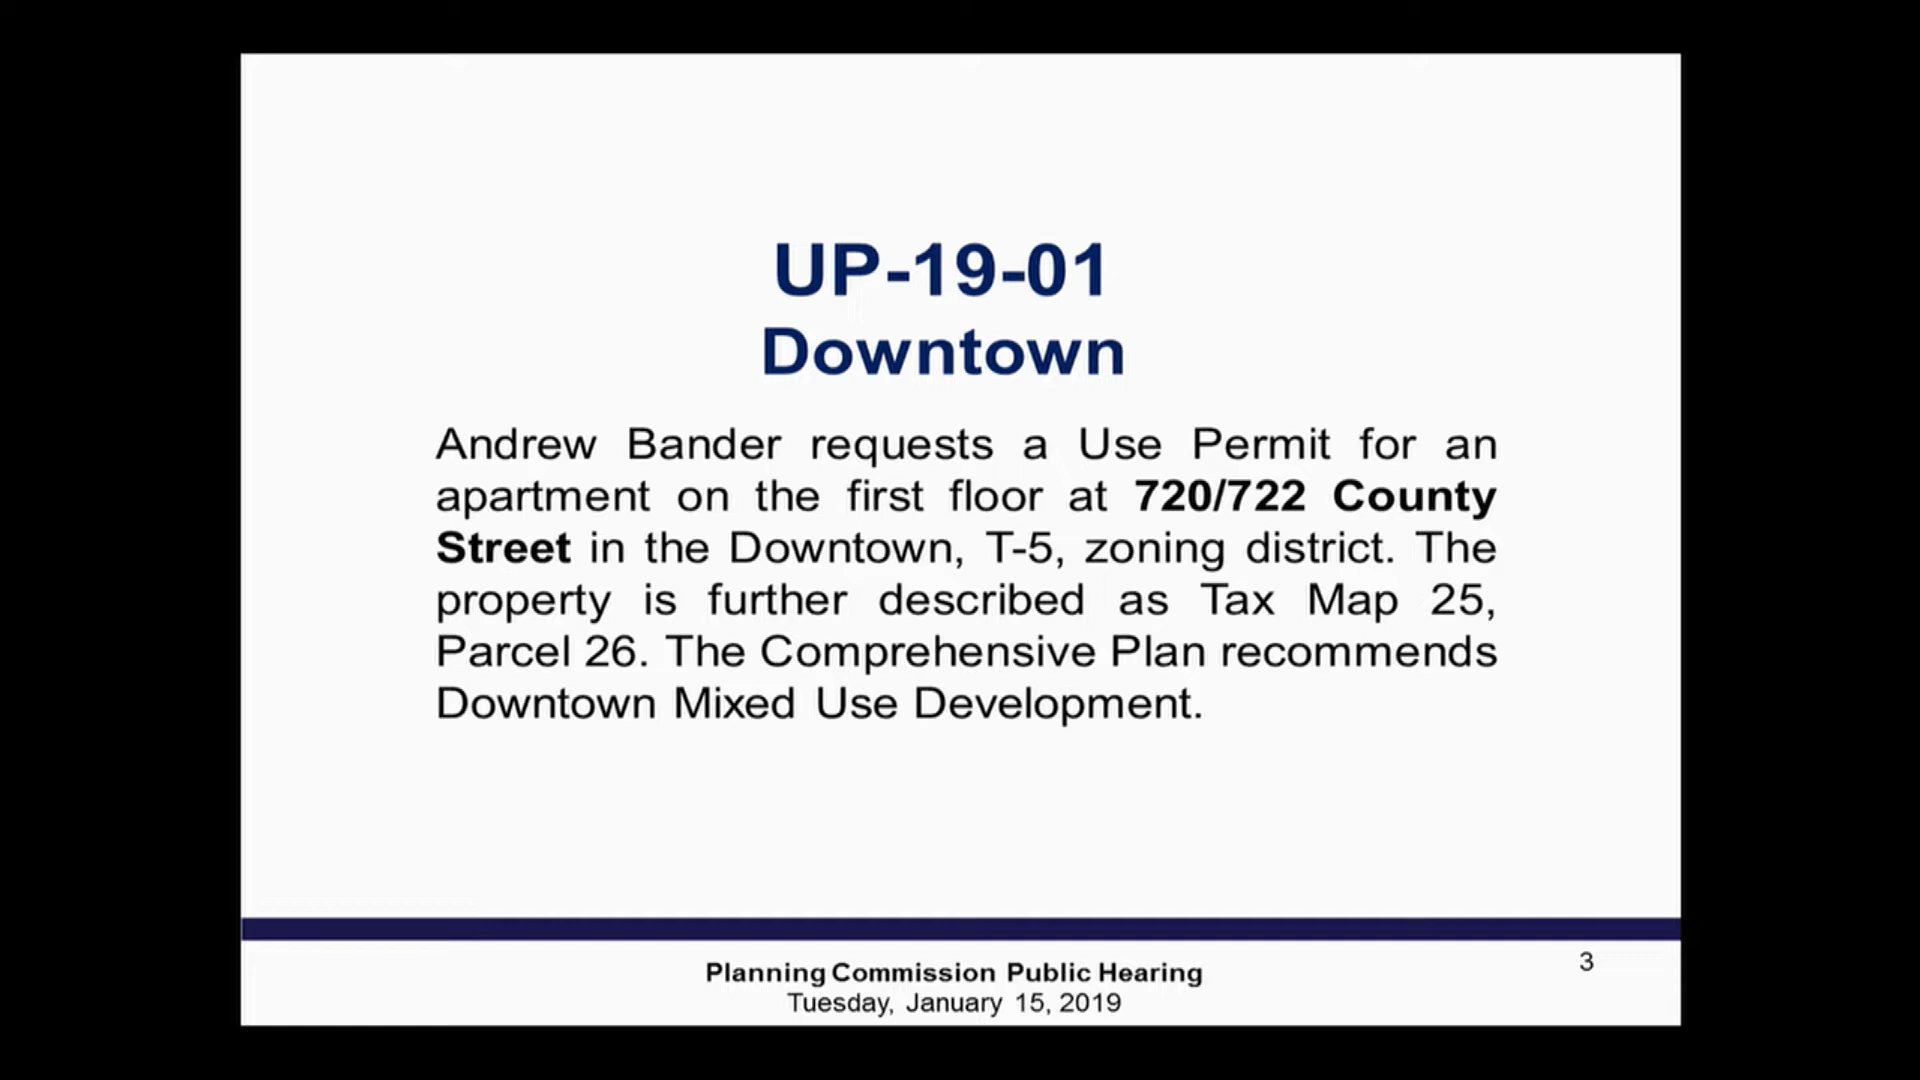 UP-19-01
Downtown
Andrew Bander requests a Use Permit for an
apartment on the first floor at 720/722 County
Street in the Downtown, T-5, zoning district. The
property is further described as Tax Map 25,
Parcel 26. The Comprehensive Plan recommends
Downtown Mixed Use Development.
Planning Commission Public Hearing
Tuesday, January 15, 2019
3